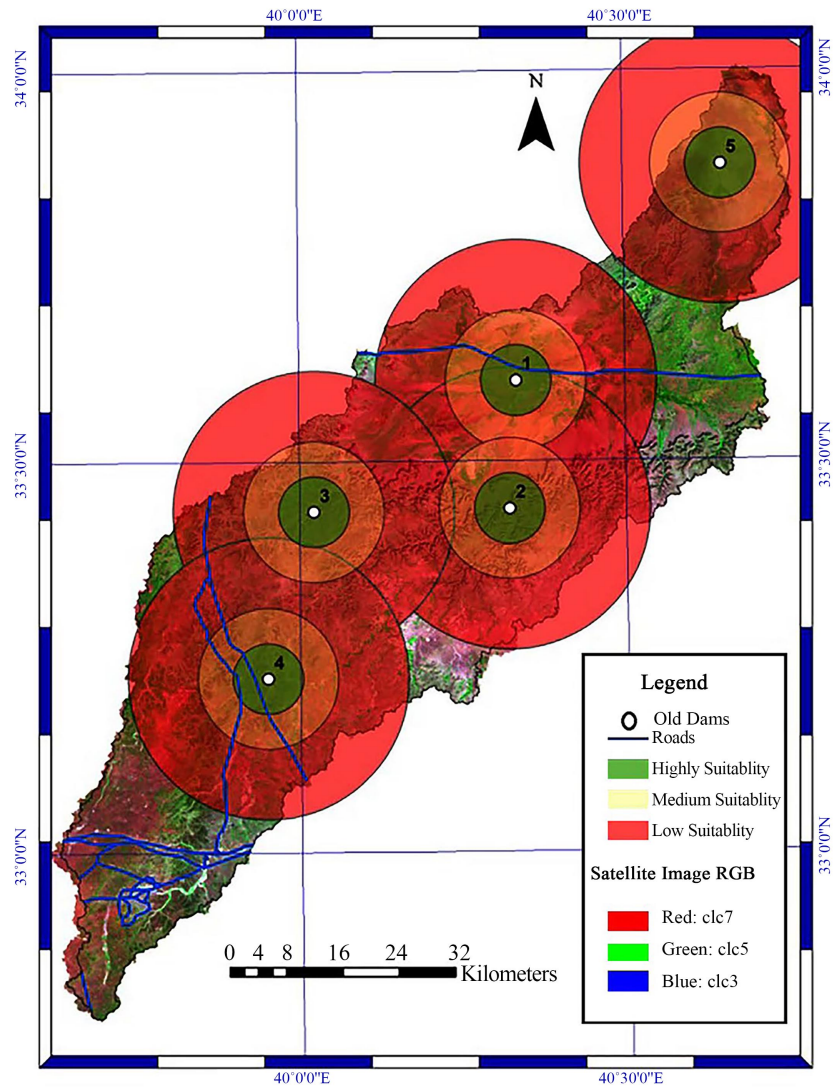 40°0'0"E
40°30'0"E
34°0'0"N
34°0'0"N
N
5
1
2
3
4
33°30'0"N
33°30'0"N
33°0'0"N
33°0'0"N
Legend
Old Dams
Roads
Highly Suitablity
Medium Suitablity
Low Suitablity
Satellite Image RGB
Red: clc7
Green: clc5
Blue: clc3
0 4 8 16 24 32
Kilometers
40°0'0"E
40°30'0"E